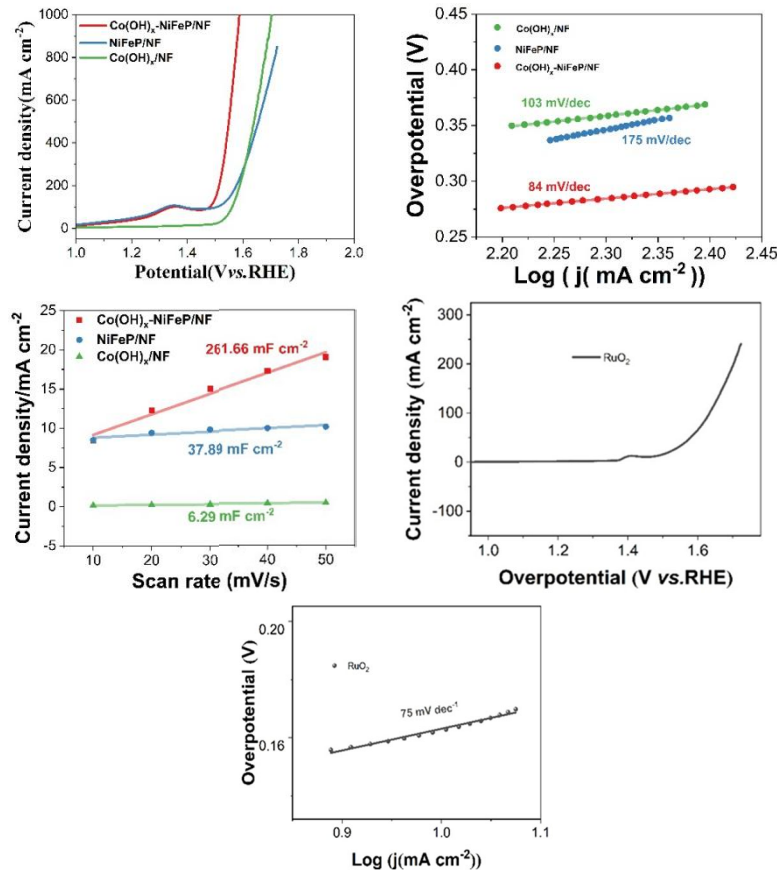 Co(OH)x-NiFeP/NF
NiFeP/NF
Co(OH)x/NF
Current density(mA cm-2)
1000
800
600
400
200
0
1.0 1.2 1.4 1.6 1.8 2.0
Potential(Vvs.RHE)
Co(OH)x/NF
NiFeP/NF
Co(OH)x-NiFeP/NF
103 mV/dec
175 mV/dec
84 mV/dec
Overpotential (V)
0.45
0.35
0.25
2.15 2.20 2.25 2.30 2.35 2.40 2.45
Log ( j( mA cm-2 ))
Co(OH)x-NiFeP/NF
NiFeP/NF
Co(OH)x/NF
261.66 mF cm-2
37.89 mF cm-2
6.29 mF cm-2
Current density/mA cm-2
25
20
15
10
5
0
-5
10 20 30 40 50
Scan rate (mV/s)
RuO2
Current density (mA cm-2)
300
200
100
0
-100
1.0 1.2 1.4 1.6
Overpotential (V vs.RHE)
RuO2
75 mV dec-1
Overpotential (V)
0.20
0.16
0.9 1.0 1.1
Log (j(mA cm-2))